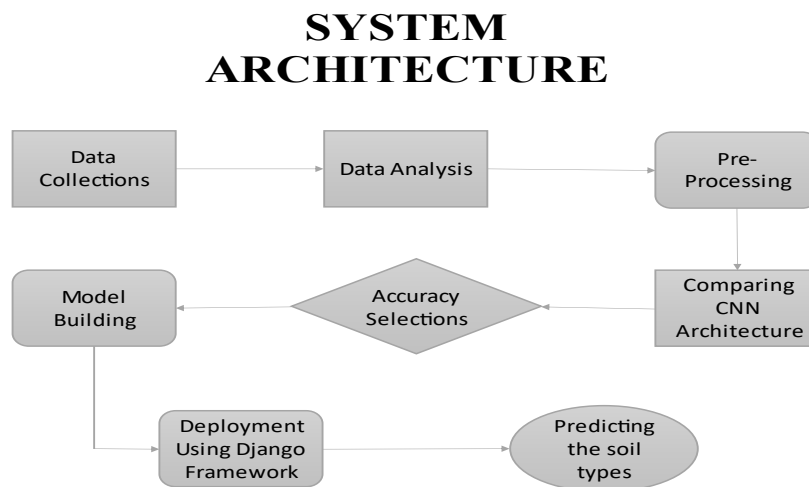 SYSTEM
ARCHITECTURE
Data
Collections
Data Analysis
Pre-
Processing
Comparing
CNN
Architecture
Accuracy
Selections
Model
Building
Deployment
Using Django
Framework
Predicting
the soil
types